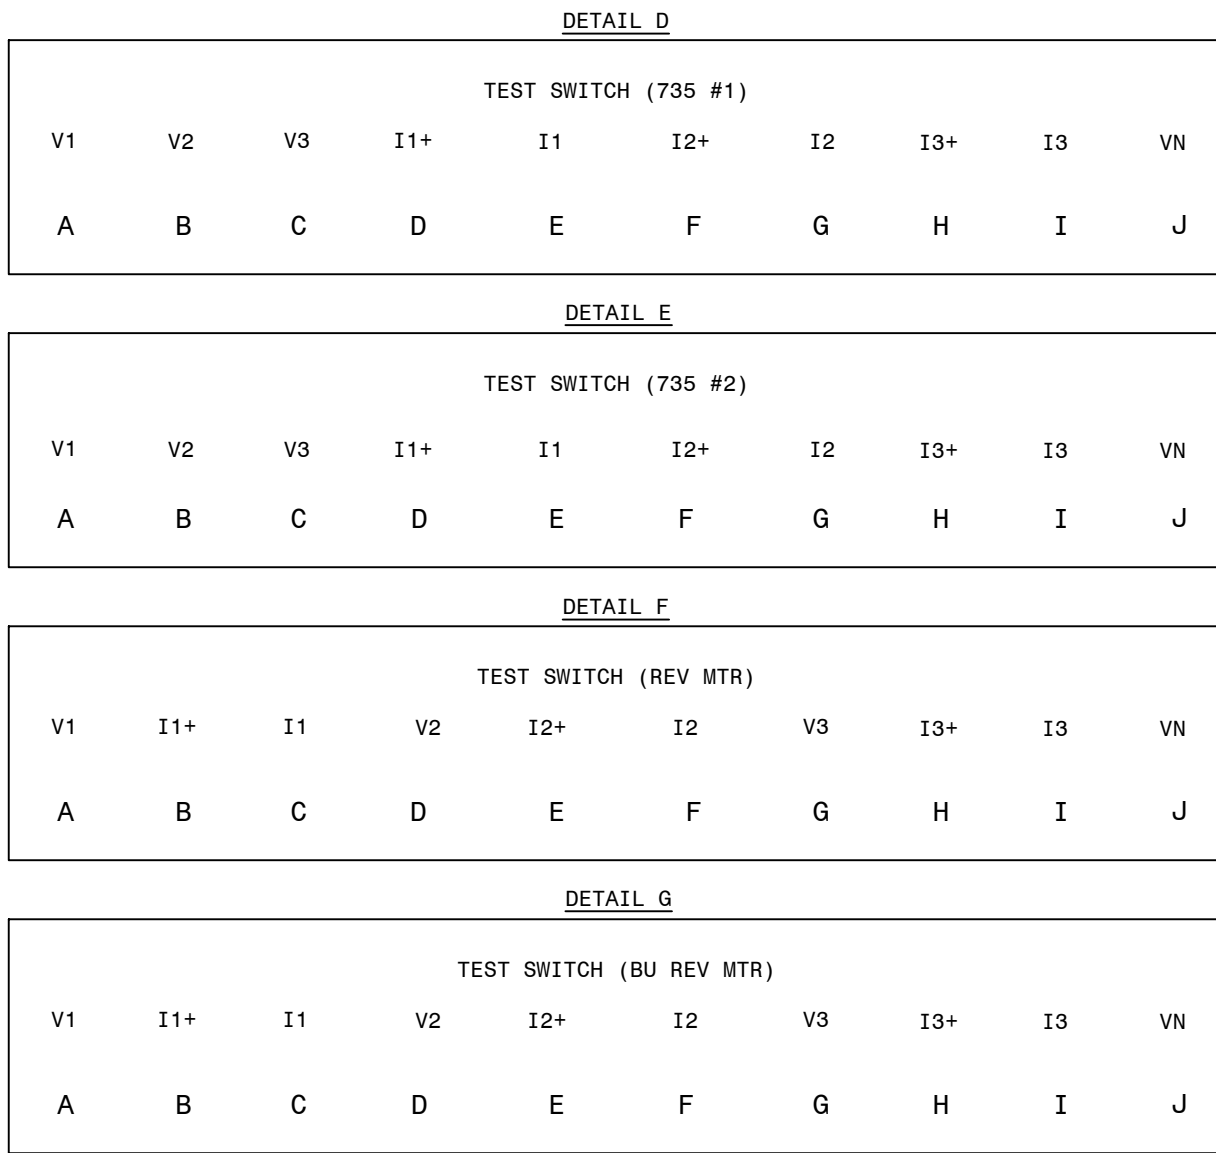 DETAIL D
TEST SWITCH (735 #1)
V1 V2 V3 I1+ I1 I2+ I2 I3+ I3 VN
A B C D E F G H I J
DETAIL E
TEST SWITCH (735 #2)
V1 V2 V3 I1+ I1 I2+ I2 I3+ I3 VN
A B C D E F G H I J
DETAIL F
TEST SWITCH (REV MTR)
V1 I1+ I1 V2 I2+ I2 V3 I3+ I3 VN
A B C D E F G H I J
DETAIL G
TEST SWITCH (BU REV MTR)
V1 I1+ I1 V2 I2+ I2 V3 I3+ I3 VN
A B C D E F G H I J